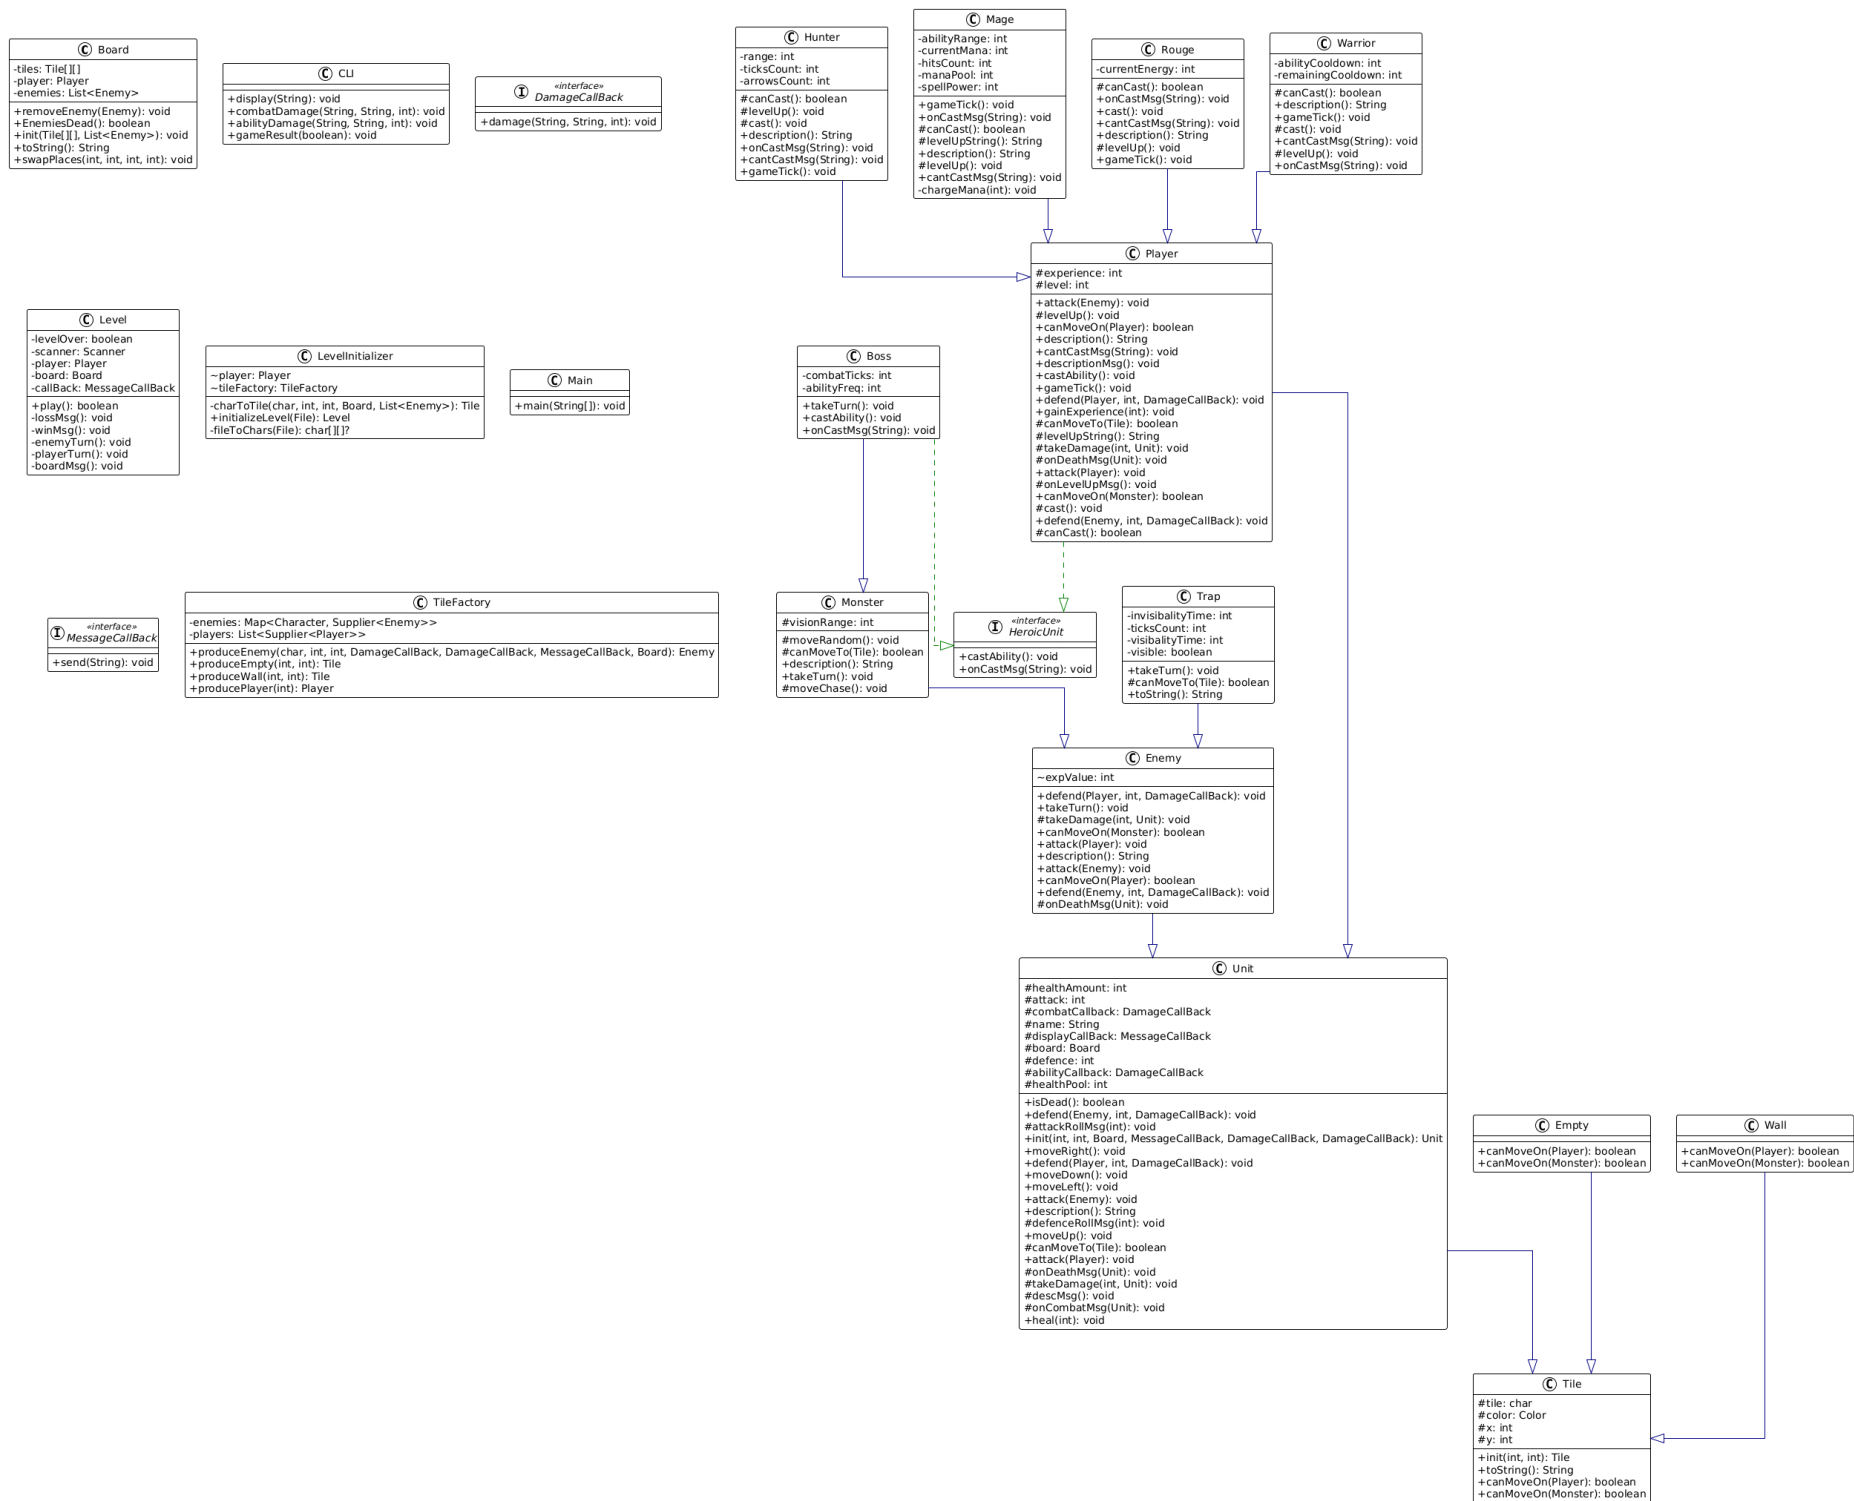 C Board
-tiles: Tile[][]
-player: Player
-enemies: List<Enemy>
+removeEnemy(Enemy): void
+EnemiesDead(): boolean
+init(Tile[][], List<Enemy>): void
+toString(): String
+swapPlaces(int, int, int, int): void
C CLI
+display(String): void
+combatDamage(String, String, int): void
+abilityDamage(String, String, int): void
+gameResult(boolean): void
I «interface»
DamageCallBack
+damage(String, String, int): void
C Hunter
-range: int
-ticksCount: int
-arrowsCount: int
#canCast(): boolean
#levelUp(): void
#cast(): void
+description(): String
+onCastMsg(String): void
+cantCastMsg(String): void
+gameTick(): void
C Mage
-abilityRange: int
-currentMana: int
-hitsCount: int
-manaPool: int
-spellPower: int
+gameTick(): void
+onCastMsg(String): void
#canCast(): boolean
#levelUpString(): String
+description(): String
#levelUp(): void
+cantCastMsg(String): void
-chargeMana(int): void
C Rouge
-currentEnergy: int
#canCast(): boolean
+onCastMsg(String): void
+cast(): void
+cantCastMsg(String): void
+description(): String
#levelUp(): void
+gameTick(): void
C Warrior
-abilityCooldown: int
-remainingCooldown: int
#canCast(): boolean
+description(): String
+gameTick(): void
#cast(): void
+cantCastMsg(String): void
#levelUp(): void
+onCastMsg(String): void
C Player
#experience: int
#level: int
+attack(Enemy): void
#levelUp(): void
+canMoveOn(Player): boolean
+description(): String
+cantCastMsg(String): void
+descriptionMsg(): void
+castAbility(): void
+gameTick(): void
+defend(Player, int, DamageCallBack): void
+gainExperience(int): void
#canMoveTo(Tile): boolean
#levelUpString(): String
#takeDamage(int, Unit): void
#onDeathMsg(Unit): void
+attack(Player): void
#onLevelUpMsg(): void
+canMoveOn(Monster): boolean
#cast(): void
+defend(Enemy, int, DamageCallBack): void
#canCast(): boolean
C Level
-levelOver: boolean
-scanner: Scanner
-player: Player
-board: Board
-callBack: MessageCallBack
+play(): boolean
-lossMsg(): void
-winMsg(): void
-enemyTurn(): void
-playerTurn(): void
-boardMsg(): void
C LevelInitializer
~player: Player
~tileFactory: TileFactory
-charToTile(char, int, int, Board, List<Enemy>): Tile
+initializeLevel(File): Level
-fileToChars(File): char[][]?
C Main
+main(String[]): void
C Boss
-combatTicks: int
-abilityFreq: int
+takeTurn(): void
+castAbility(): void
+onCastMsg(String): void
I «interface»
MessageCallBack
+send(String): void
C TileFactory
-enemies: Map<Character, Supplier<Enemy>>
-players: List<Supplier<Player>>
+produceEnemy(char, int, int, DamageCallBack, DamageCallBack, MessageCallBack, Board): Enemy
+produceEmpty(int, int): Tile
+produceWall(int, int): Tile
+producePlayer(int): Player
C Monster
#visionRange: int
#moveRandom(): void
#canMoveTo(Tile): boolean
+description(): String
+takeTurn(): void
#moveChase(): void
I «interface»
HeroicUnit
+castAbility(): void
+onCastMsg(String): void
C Trap
-invisibalityTime: int
-ticksCount: int
-visibalityTime: int
-visible: boolean
+takeTurn(): void
#canMoveTo(Tile): boolean
+toString(): String
C Enemy
~expValue: int
+defend(Player, int, DamageCallBack): void
+takeTurn(): void
#takeDamage(int, Unit): void
+canMoveOn(Monster): boolean
+attack(Player): void
+description(): String
+attack(Enemy): void
+canMoveOn(Player): boolean
+defend(Enemy, int, DamageCallBack): void
#onDeathMsg(Unit): void
C Unit
#healthAmount: int
#attack: int
#combatCallback: DamageCallBack
#name: String
#displayCallBack: MessageCallBack
#board: Board
#defence: int
#abilityCallback: DamageCallBack
#healthPool: int
+isDead(): boolean
+defend(Enemy, int, DamageCallBack): void
#attackRollMsg(int): void
+init(int, int, Board, MessageCallBack, DamageCallBack, DamageCallBack): Unit
+moveRight(): void
+defend(Player, int, DamageCallBack): void
+moveDown(): void
+moveLeft(): void
+attack(Enemy): void
+description(): String
#defenceRollMsg(int): void
+moveUp(): void
#canMoveTo(Tile): boolean
+attack(Player): void
#onDeathMsg(Unit): void
#takeDamage(int, Unit): void
#descMsg(): void
#onCombatMsg(Unit): void
+heal(int): void
C Empty
+canMoveOn(Player): boolean
+canMoveOn(Monster): boolean
C Wall
+canMoveOn(Player): boolean
+canMoveOn(Monster): boolean
C Tile
#tile: char
#color: Color
#x: int
#y: int
+init(int, int): Tile
+toString(): String
+canMoveOn(Player): boolean
+canMoveOn(Monster): boolean